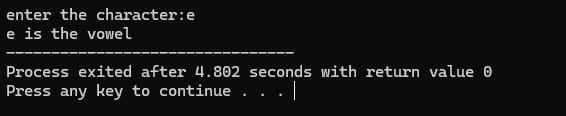 enter the character:e
e is the vowel
--------------------------------
Process exited after 4.802 seconds with return value 0
Press any key to continue . . .